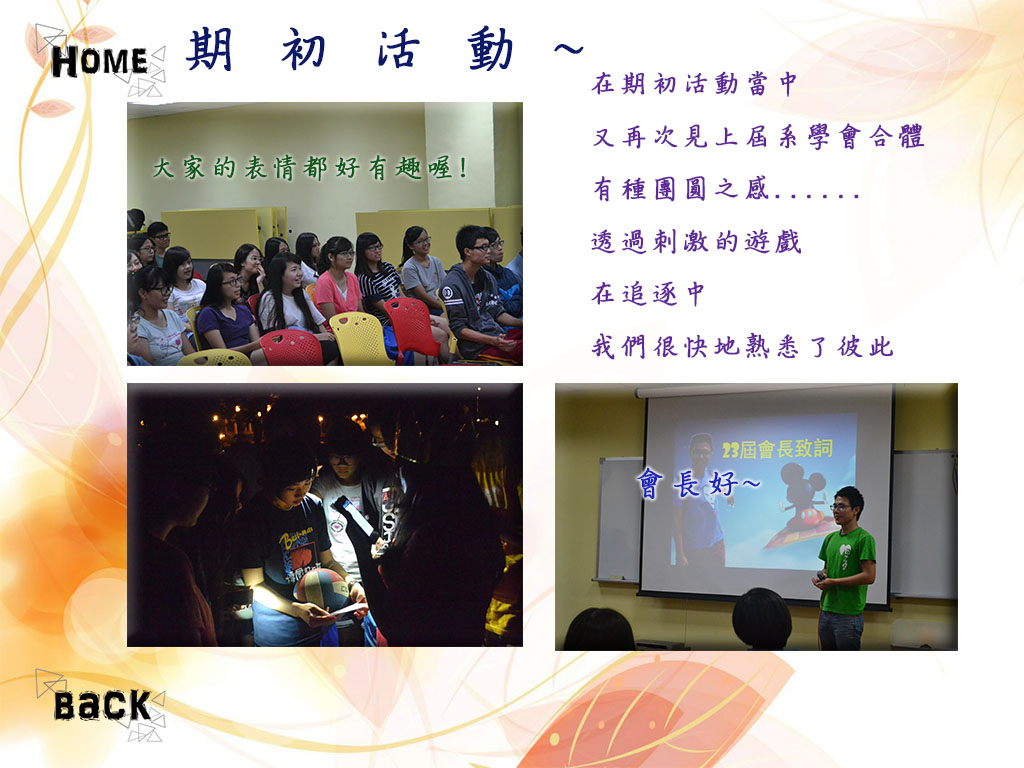 HOME
期初活動~
在期初活動當中
又再次見上屆系學會合體
有種團圓之感......
透過刺激的遊戲
在追逐中
我們很快地熟悉了彼此
大家的表情都好有趣喔!
23屆會長致詞
會長好~
BACK